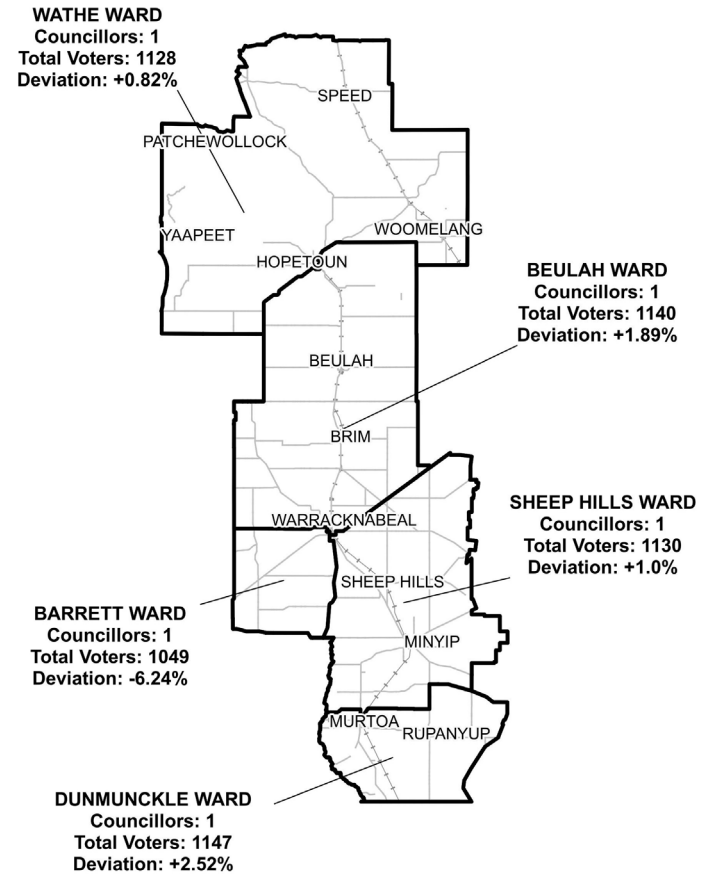 WATHE WARD
Councillors: 1
Total Voters: 1128
Deviation: +0.82%
SPEED
PATCHEWOLLOCK
YAAPEET
WOOMELANG
HOPETOUN
BEULAH WARD
Councillors: 1
Total Voters: 1140
Deviation: +1.89%
BEULAH
BRIM
WARRACKNABEAL
SHEEP HILLS WARD
Councillors: 1
Total Voters: 1130
Deviation: +1.0%
SHEEP HILLS
BARRETT WARD
Councillors: 1
Total Voters: 1049
Deviation: -6.24%
MINYIP
MURTOA
RUPANYUP
DUNMUNCKLE WARD
Councillors: 1
Total Voters: 1147
Deviation: +2.52%